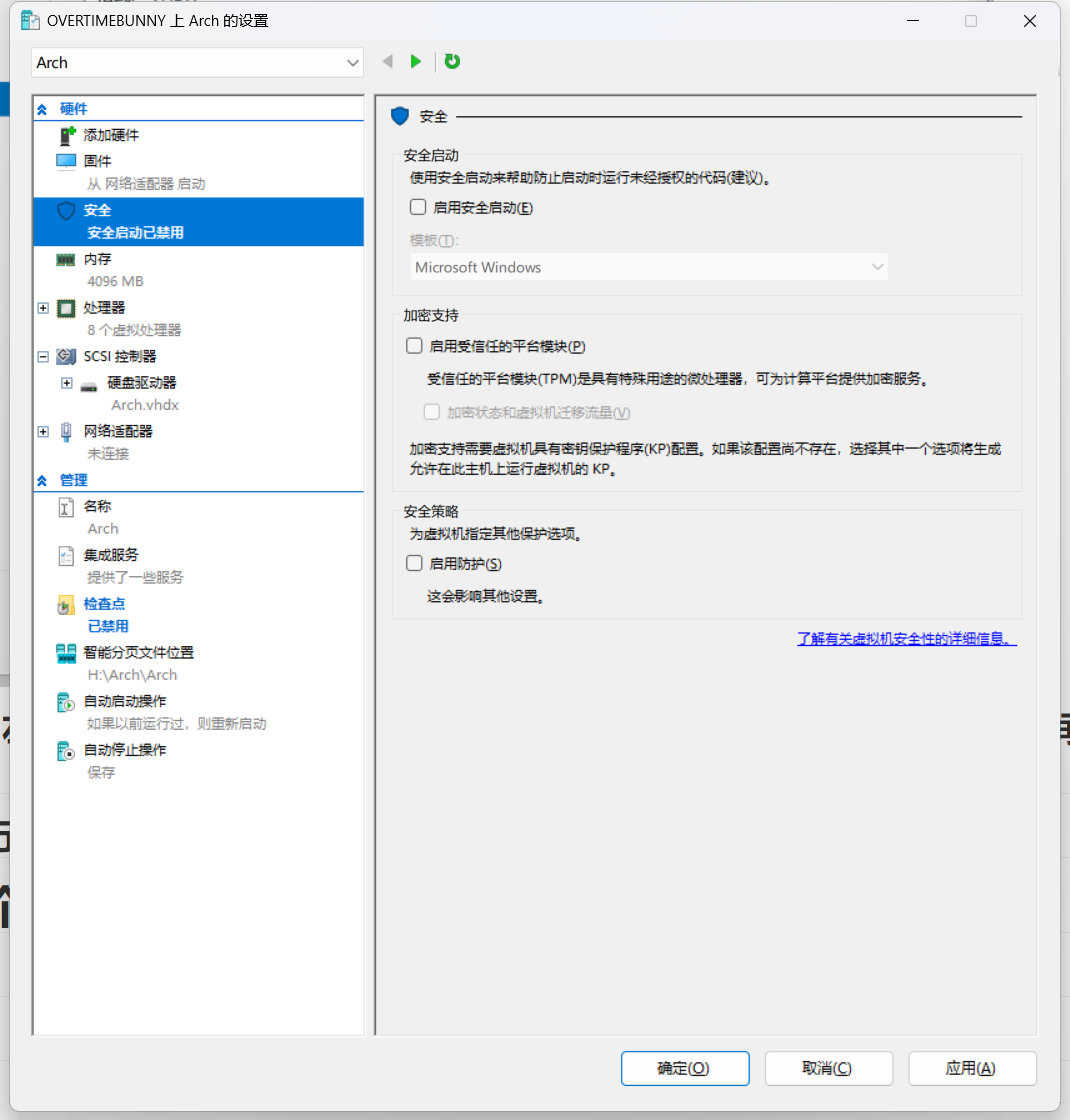 OVERTIMEBUNNY 上 Arch 的设置
Arch
硬件
添加硬件
固件
从 网络适配器 启动
安全
安全启动已禁用
内存
4096 MB
处理器
8 个虚拟处理器
SCSI 控制器
硬盘驱动器
Arch.vhdx
网络适配器
未连接
管理
名称
Arch
集成服务
提供了一些服务
检查点
已禁用
智能分页文件位置
H:\Arch\Arch
自动启动操作
如果以前运行过，则重新启动
自动停止操作
保存
安全
安全启动
使用安全启动来帮助防止启动时运行未经授权的代码(建议)。
启用安全启动(E)
模板(T):
Microsoft Windows
加密支持
启用受信任的平台模块(P)
受信任的平台模块(TPM)是具有特殊用途的微处理器，可为计算平台提供加密服务。
加密状态和虚拟机迁移流量(V)
加密支持需要虚拟机具有密钥保护程序(KP)配置。如果该配置尚不存在，选择其中一个选项将生成
允许在此主机上运行虚拟机的 KP。
安全策略
为虚拟机指定其他保护选项。
启用防护(S)
这会影响其他设置。
了解有关虚拟机安全性的详细信息。
确定(O)
取消(C)
应用(A)